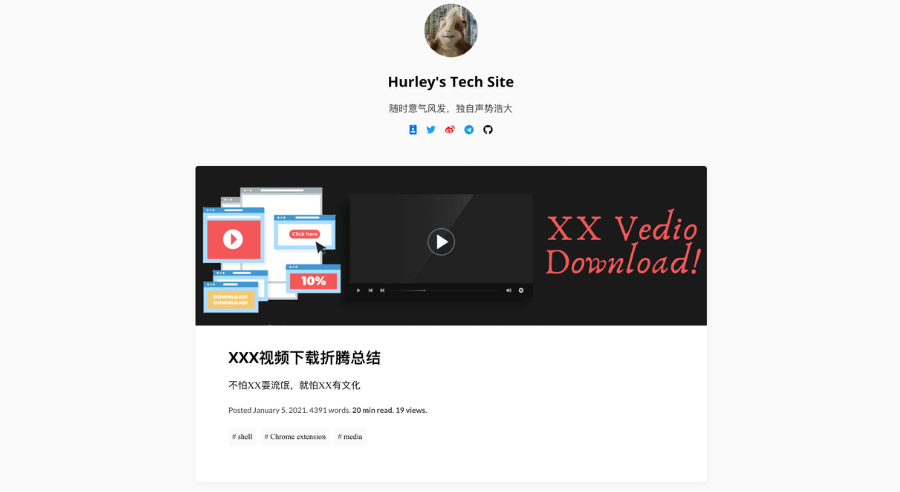 Hurley's Tech Site
随时意气风发，独自声势浩大
Click here
10%
DOWNLOAD!
DOWNLOAD!
XX Vedio
Download!
XXX视频下载折腾总结
不怕XX耍流氓，就怕XX有文化
Posted January 5, 2021. 4391 words. 20 min read. 19 views.
# shell # Chrome extension # media